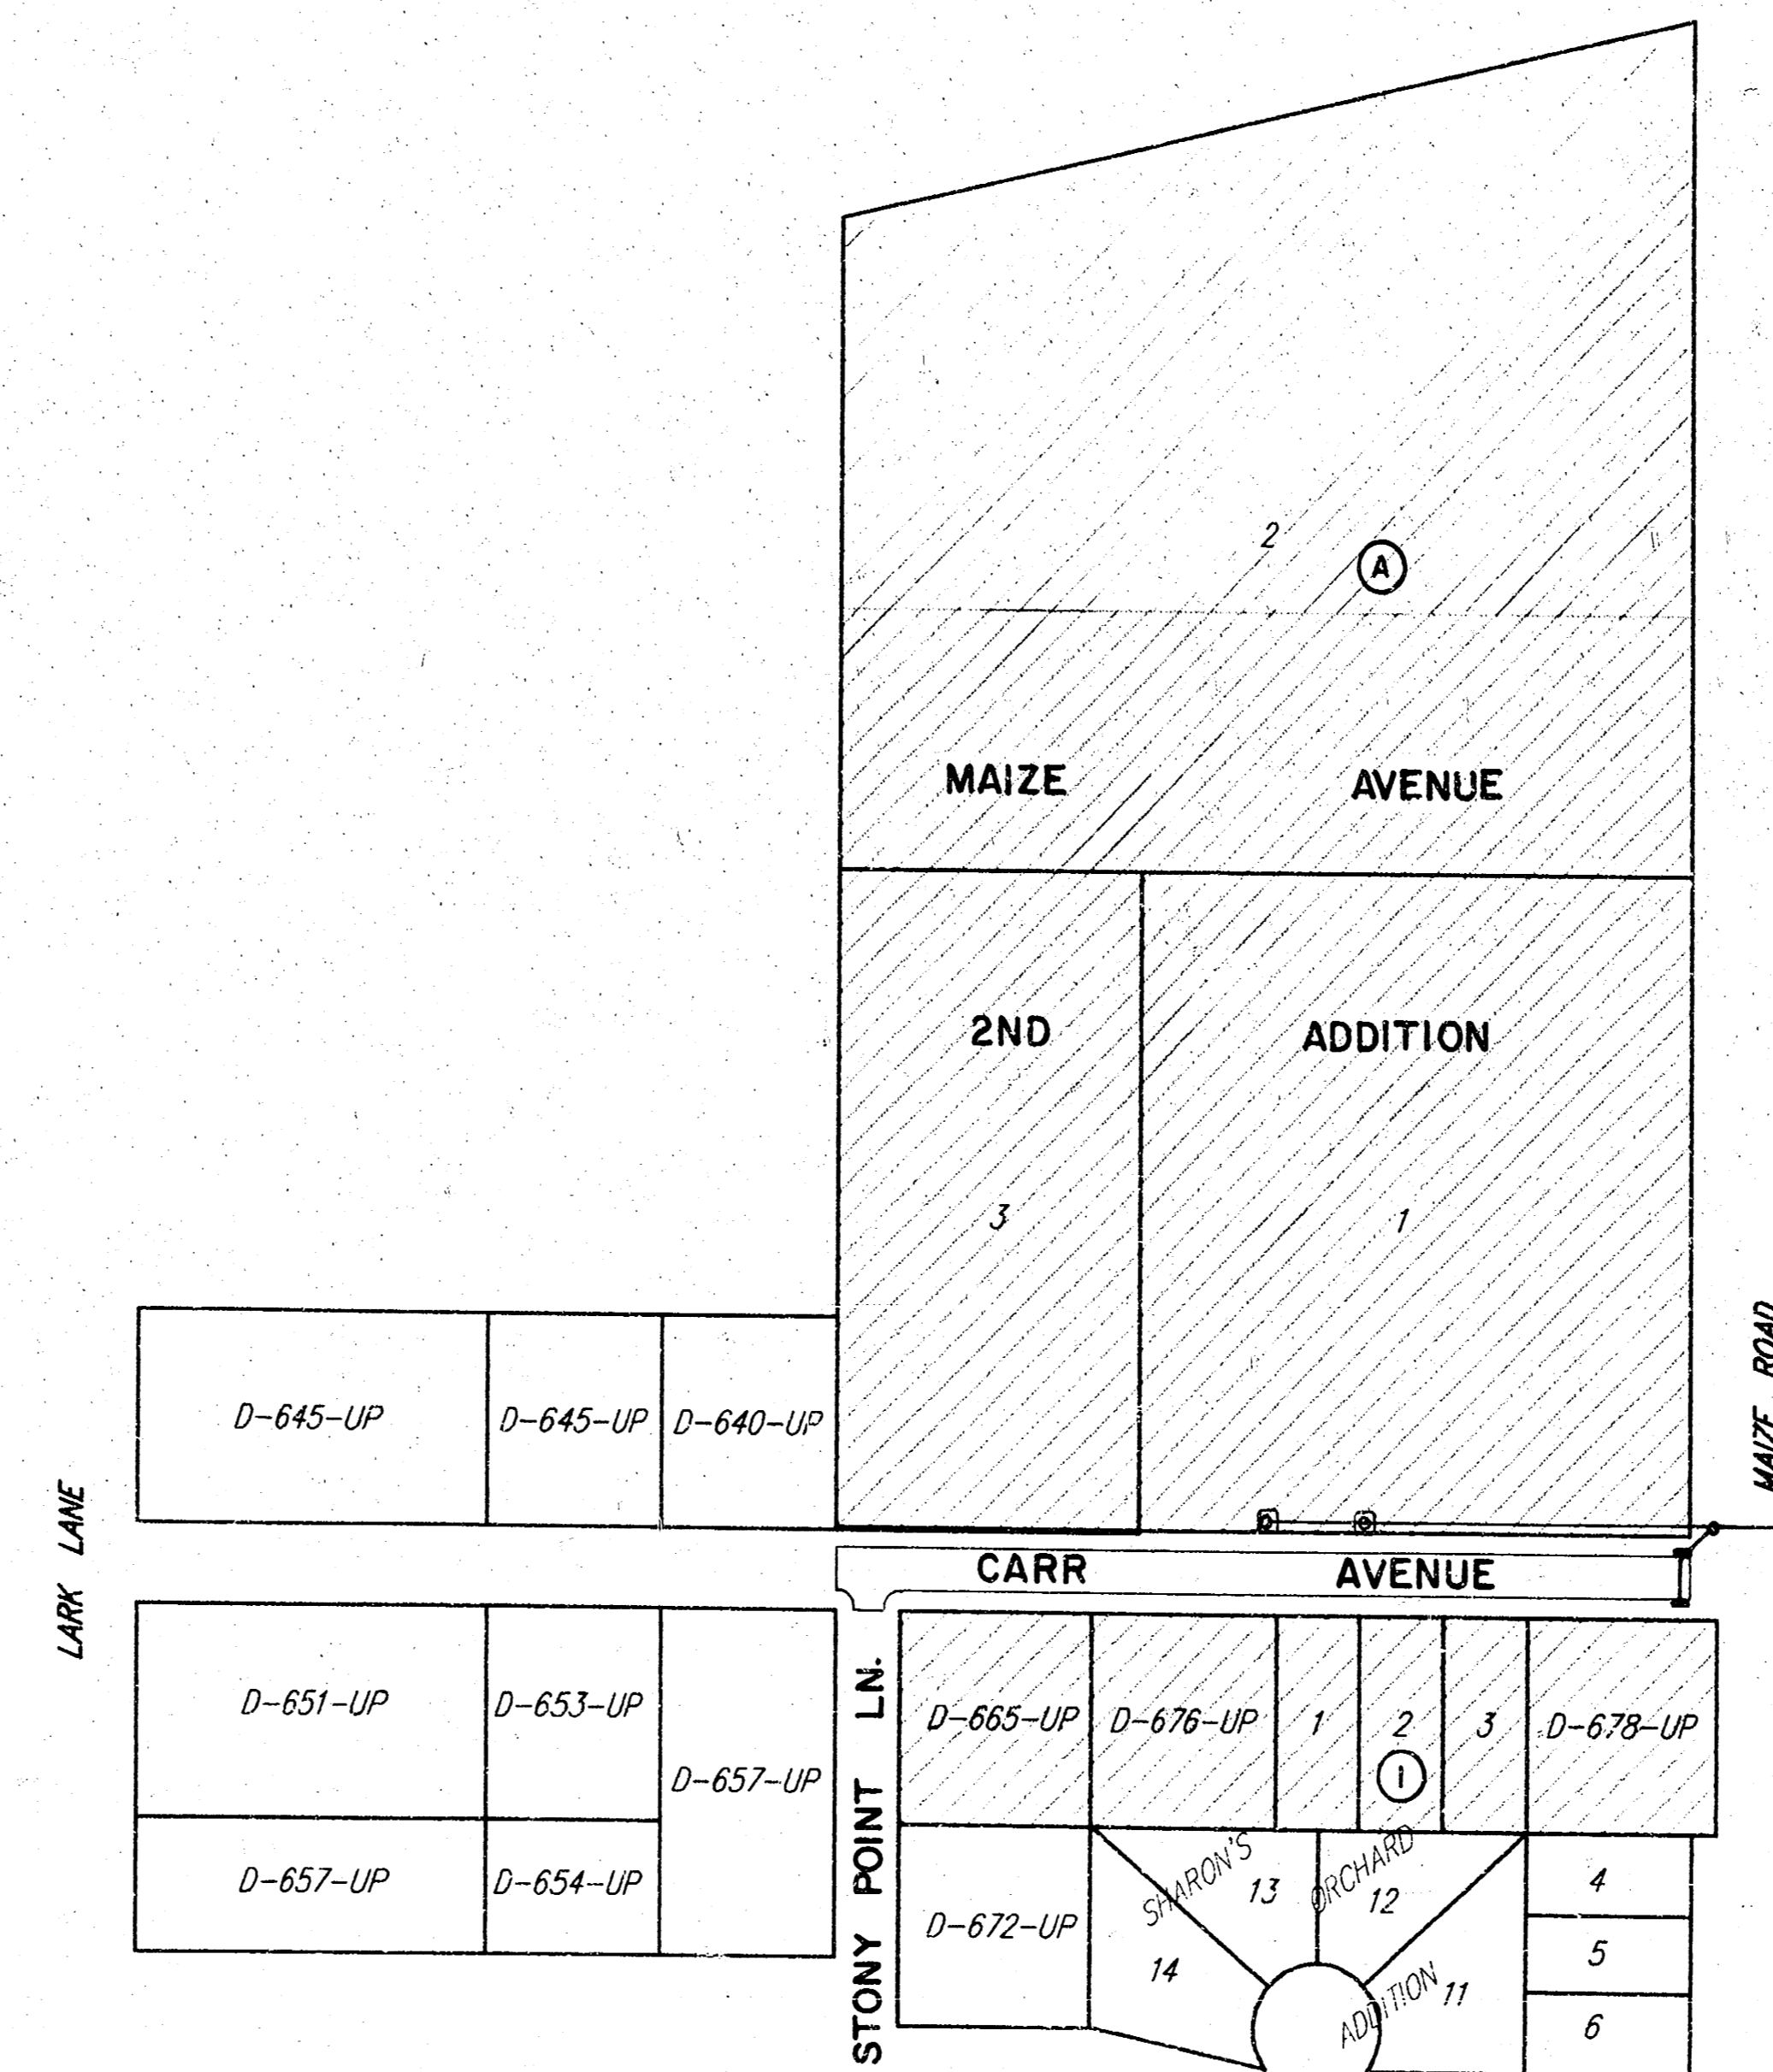 2
A
MAIZE AVENUE
2ND ADDITION
3
1
MAIZE ROAD
D-645-UP
D-645-UP
D-640-UP
LARK LANE
CARR AVENUE
D-651-UP
D-653-UP
D-657-UP
STONY POINT LN.
D-665-UP
D-676-UP
1
2
1
3
D-678-UP
D-657-UP
D-654-UP
D-672-UP
SHARON'S
ORCHARD
ADDITION
14
13
12
11
4
5
6